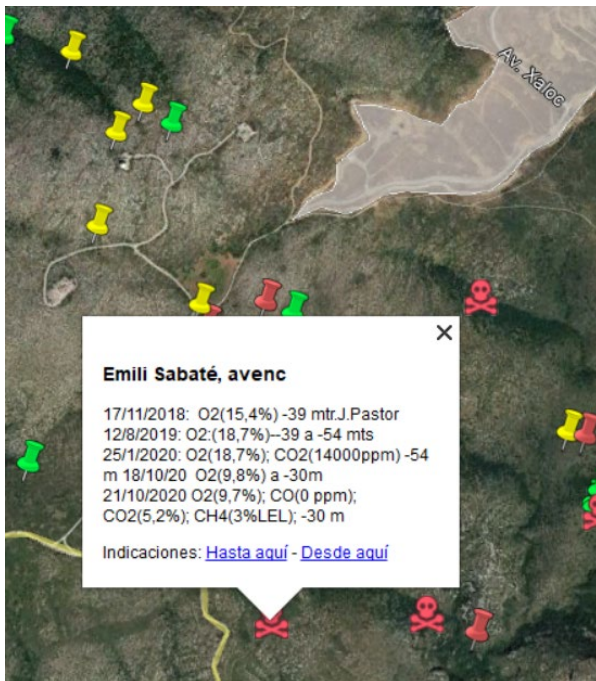 Av. Xaloc
Emili Sabaté, avenc
17/11/2018: O2(15,4%) -39 mtr.J.Pastor
12/8/2019: O2:(18,7%)--39 a -54 mts
25/1/2020: O2(18,7%); CO2(14000ppm) -54
m 18/10/20 O2(9,8%) a -30m
21/10/2020 O2(9,7%); CO(0 ppm);
CO2(5,2%); CH4(3%LEL); -30 m
Indicaciones: Hasta aquí - Desde aquí